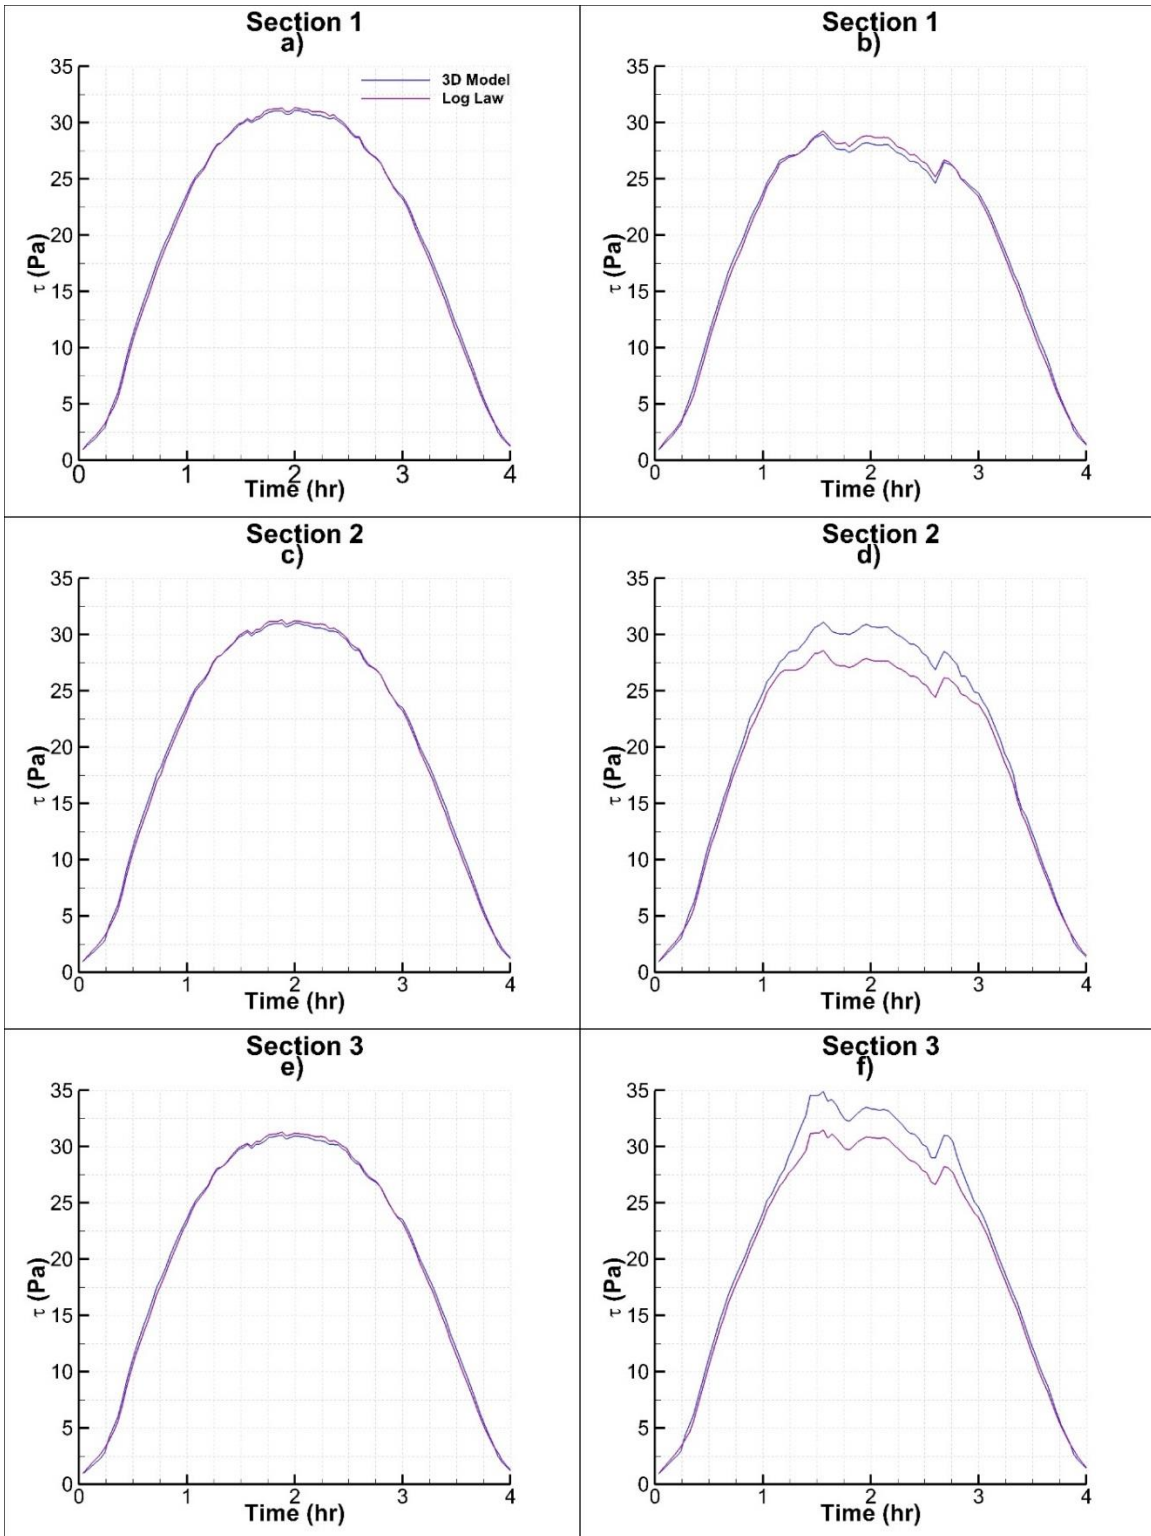 Section 1
a)
3D Model
Log Law
35
30
25
20
15
10
5
0
τ (Pa)
0 1 2 3 4
Time (hr)
Section 1
b)
35
30
25
20
15
10
5
0
τ (Pa)
0 1 2 3 4
Time (hr)
Section 2
c)
35
30
25
20
15
10
5
0
τ (Pa)
0 1 2 3 4
Time (hr)
Section 2
d)
35
30
25
20
15
10
5
0
τ (Pa)
0 1 2 3 4
Time (hr)
Section 3
e)
35
30
25
20
15
10
5
0
τ (Pa)
0 1 2 3 4
Time (hr)
Section 3
f)
35
30
25
20
15
10
5
0
τ (Pa)
0 1 2 3 4
Time (hr)